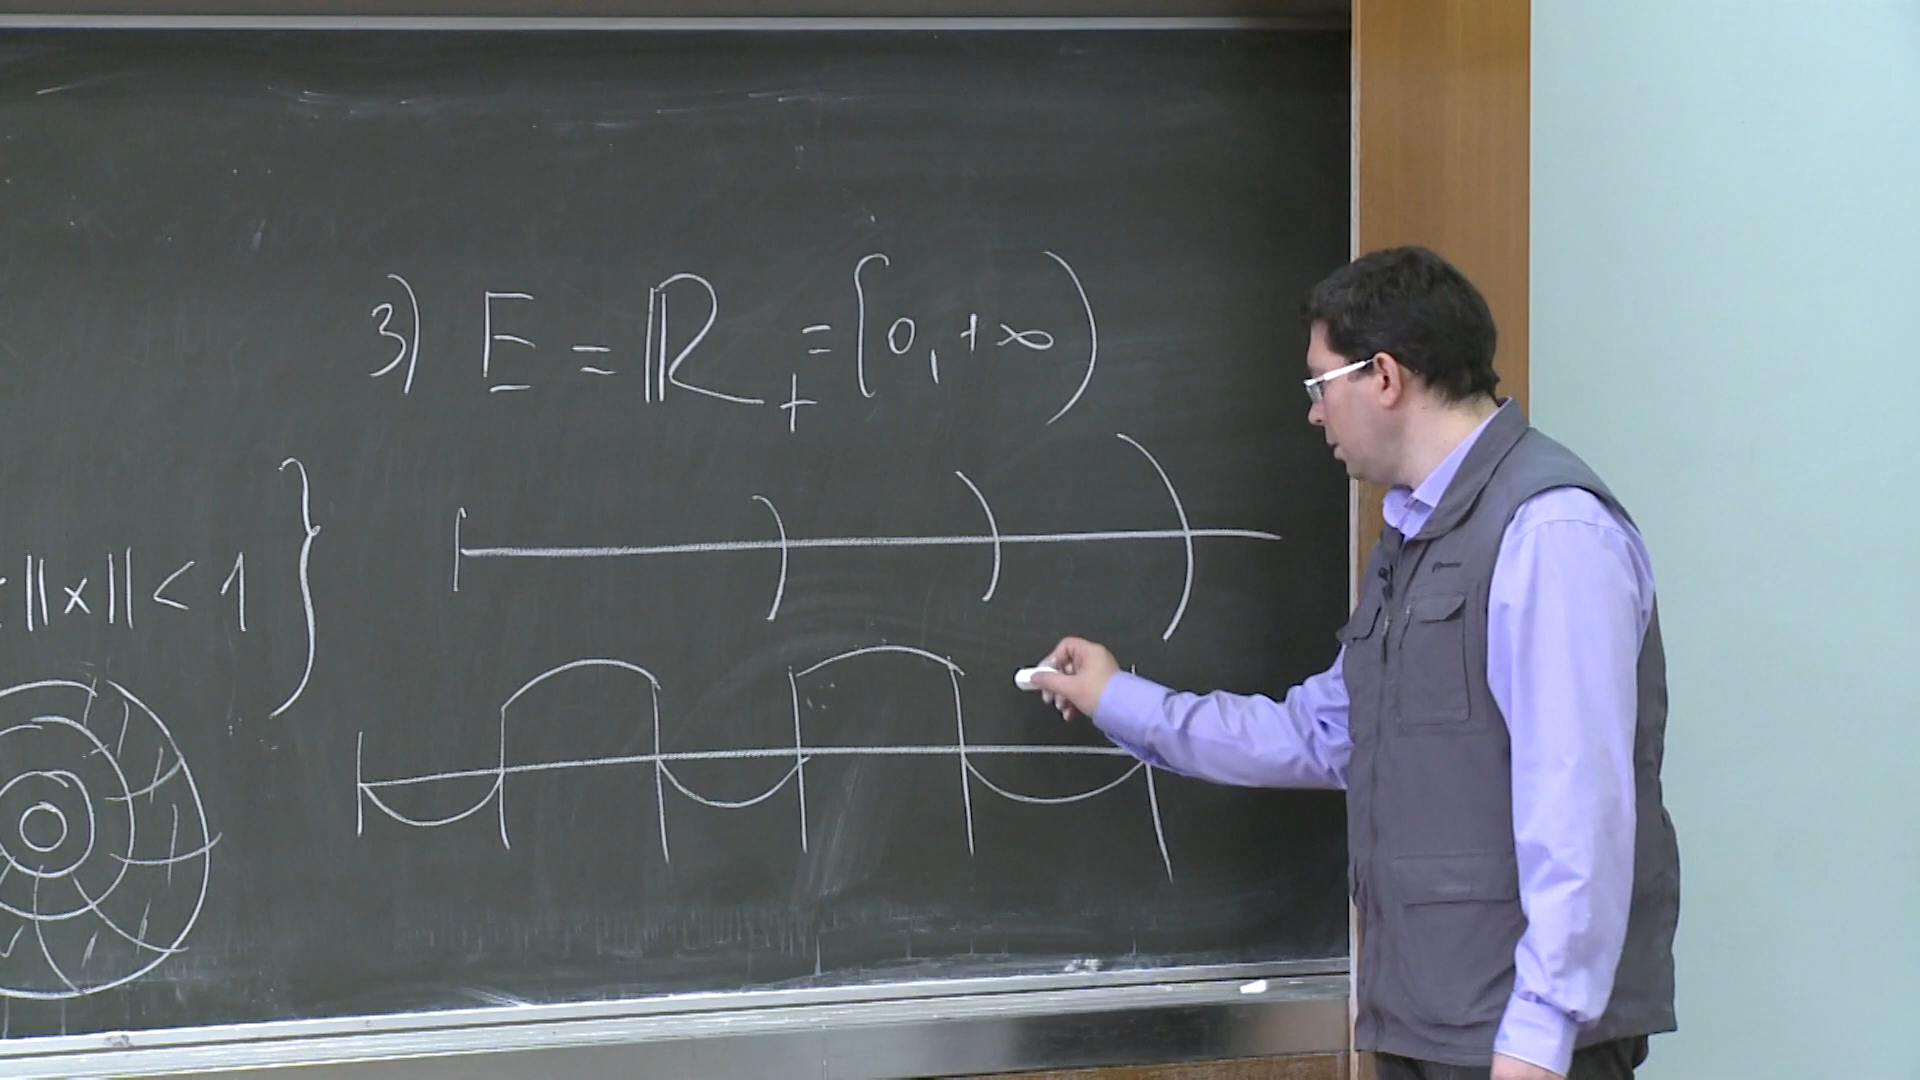 3) E = ℝ₊ = [0, +∞)
: ||x|| < 1 }